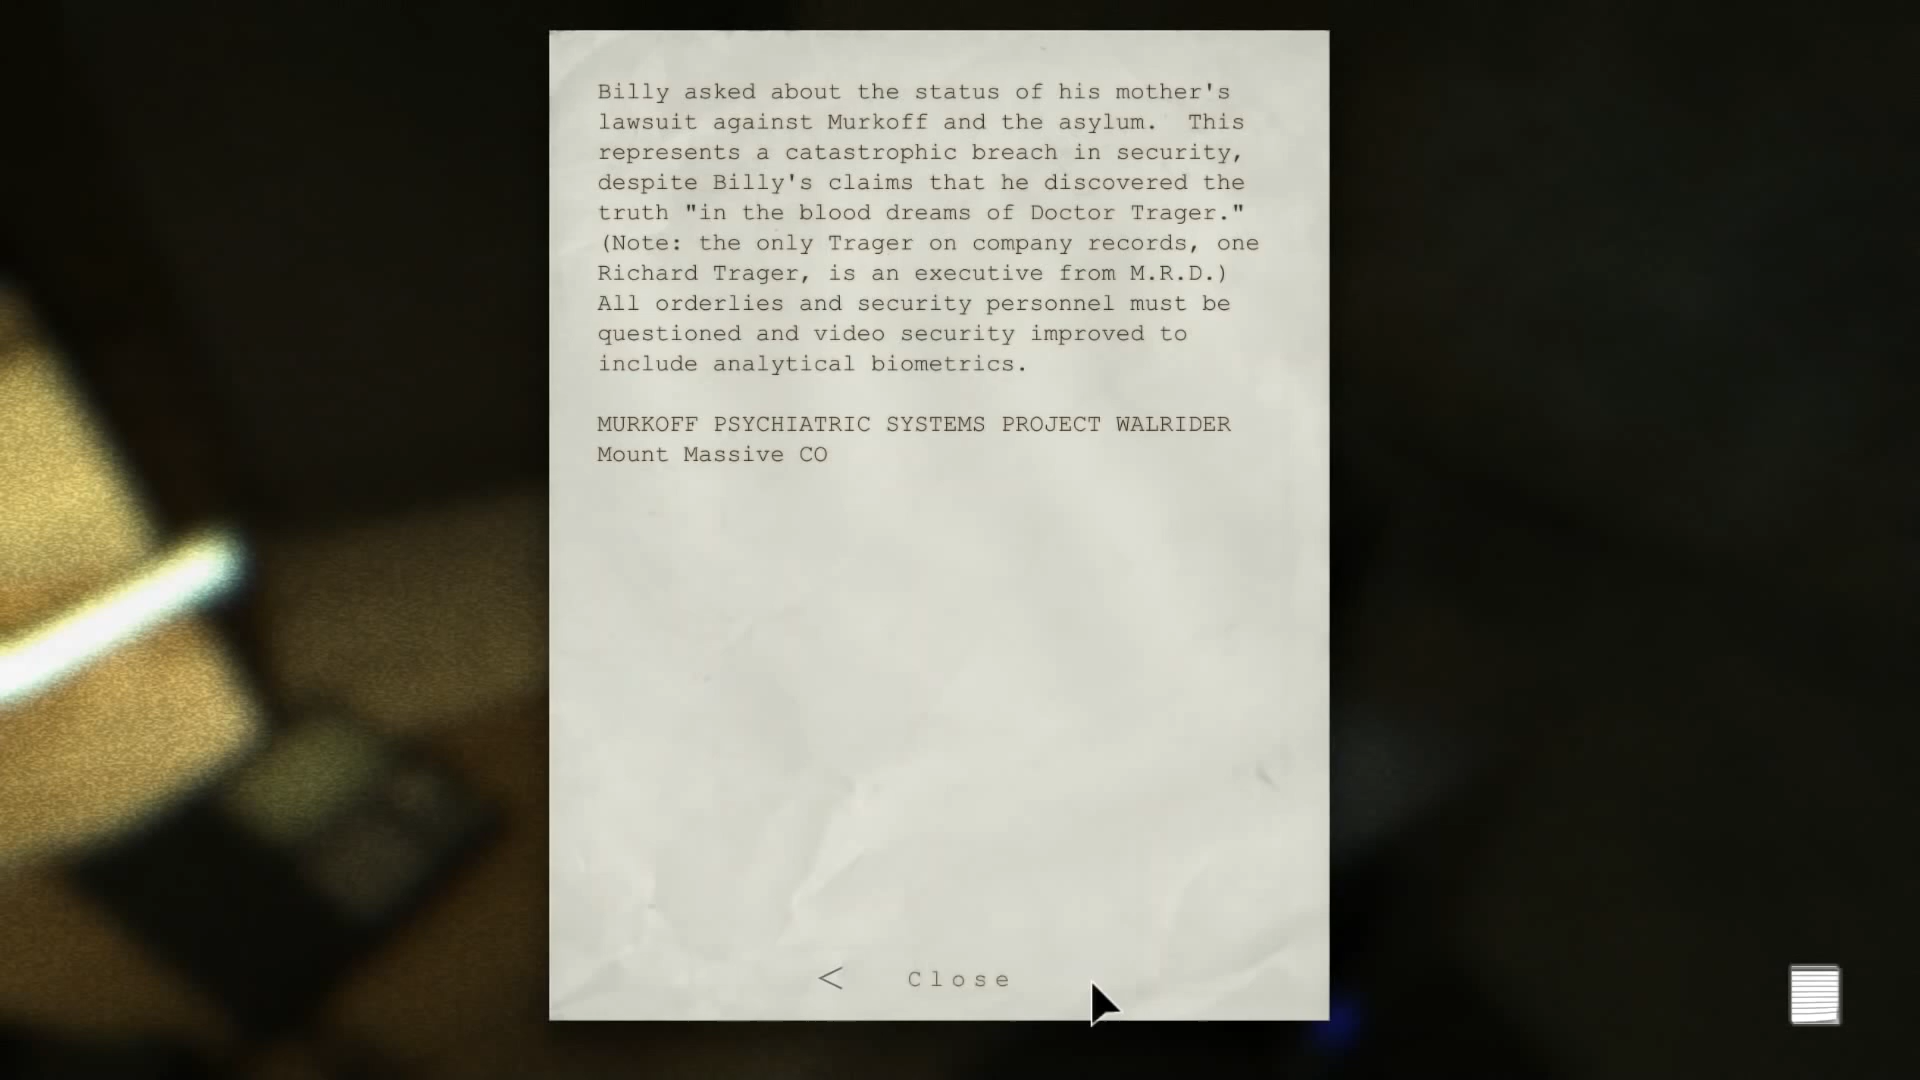 Billy asked about the status of his mother's
lawsuit against Murkoff and the asylum.  This
represents a catastrophic breach in security,
despite Billy's claims that he discovered the
truth "in the blood dreams of Doctor Trager."
(Note: the only Trager on company records, one
Richard Trager, is an executive from M.R.D.)
All orderlies and security personnel must be
questioned and video security improved to
include analytical biometrics.
MURKOFF PSYCHIATRIC SYSTEMS PROJECT WALRIDER
Mount Massive CO
< Close